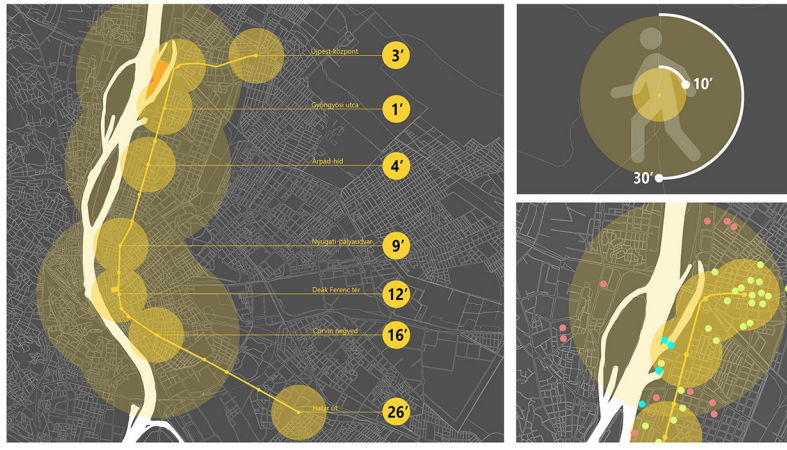 Újpest-központ
3’
Gyöngyösi utca
1’
Árpád-híd
4’
Nyugati-pályaudvar
9’
Deák Ferenc tér
12’
Corvin negyed
16’
Határ út
26’
10’
30’